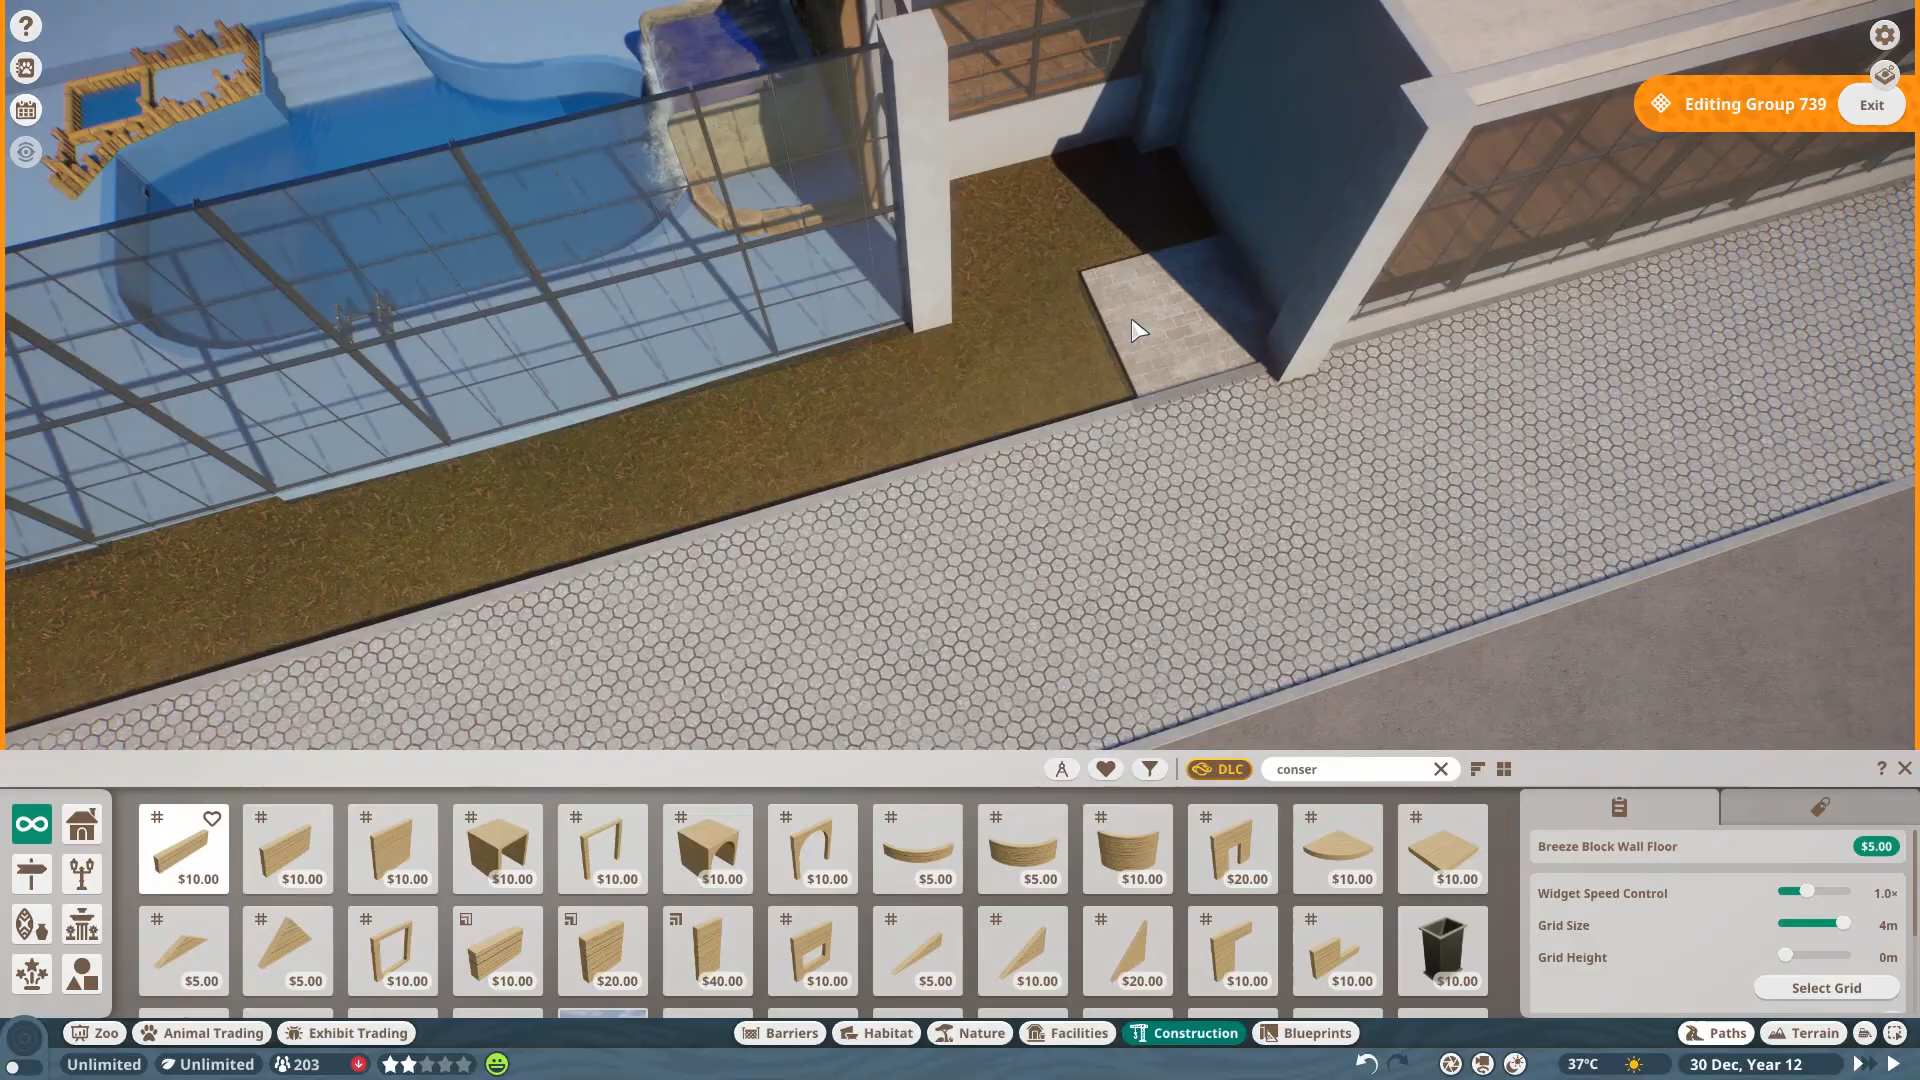 Editing Group 739
Exit
DLC
conser
$10.00
$10.00
$10.00
$10.00
$10.00
$10.00
$10.00
$5.00
$5.00
$10.00
$20.00
$10.00
$10.00
$5.00
$5.00
$10.00
$10.00
$20.00
$40.00
$10.00
$5.00
$10.00
$20.00
$10.00
$10.00
$10.00
Breeze Block Wall Floor $5.00
Widget Speed Control 1.0×
Grid Size 4m
Grid Height 0m
Select Grid
Zoo Animal Trading Exhibit Trading Barriers Habitat Nature Facilities Construction Blueprints Paths Terrain
Unlimited Unlimited 203 37°C 30 Dec, Year 12